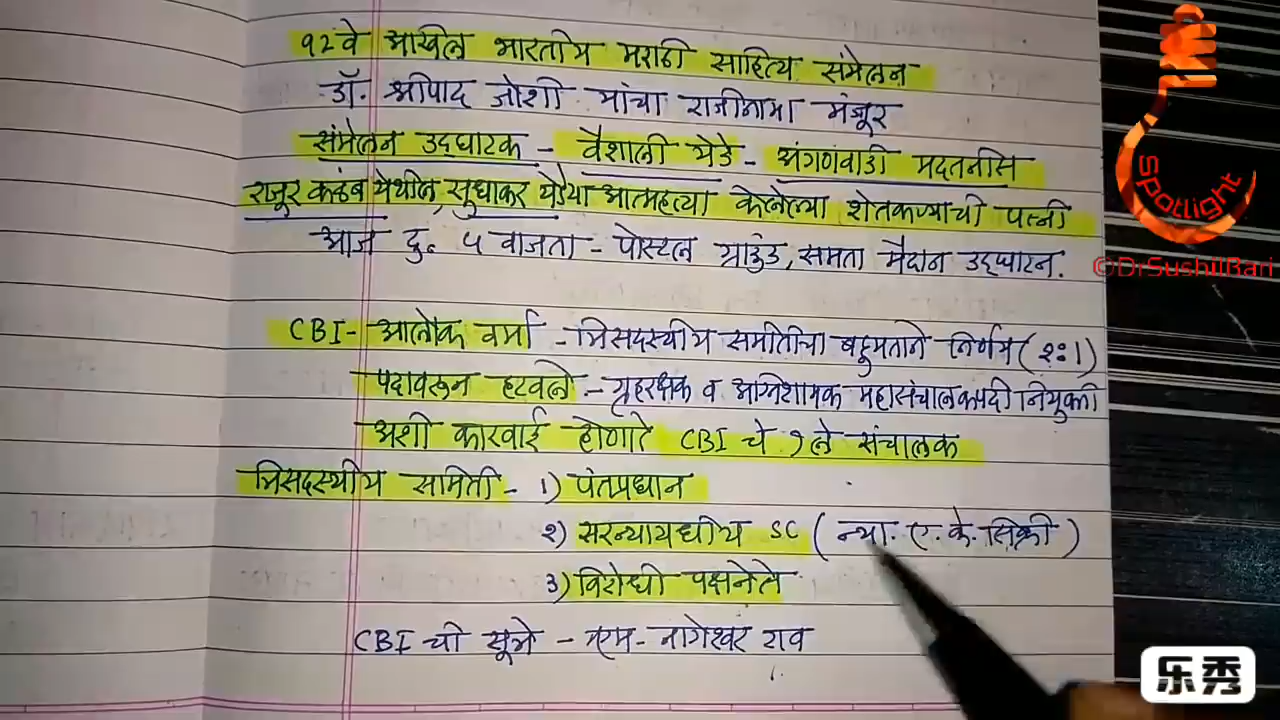 ९२ वे अखिल भारतीय मराठी साहित्य संमेलन
डॉ. श्रीपाद जोशी यांचा राजीनामा मंजूर
संमेलन उद्घाटक - वैशाली येडे - अंगणवाडी मदतनीस
राजूर कळंब येथील, सुधाकर येडेया आत्महत्या केलेल्या शेतकऱ्याची पत्नी
आज दु. ५ वाजता - पोस्टल ग्राउंड, समता मैदान उद्घाटन.
CBI - आलोक वर्मा - त्रिसदस्यीय समितीचा बहुमताने निर्णय (२:1)
पदावरून हटवले - गृहरक्षक व अग्निशामक महासंचालकपदी नियुक्ती
अशी कारवाई होणारे CBI चे १ले संचालक
त्रिसदस्यीय समिती - १) पंतप्रधान
२) सरन्यायधीश SC (न्या. ए. के. सिक्री)
३) विरोधी पक्षनेते
CBI ची सूत्रे - एम. नागेश्वर राव
Spotlight
©DrSushilBari
乐秀